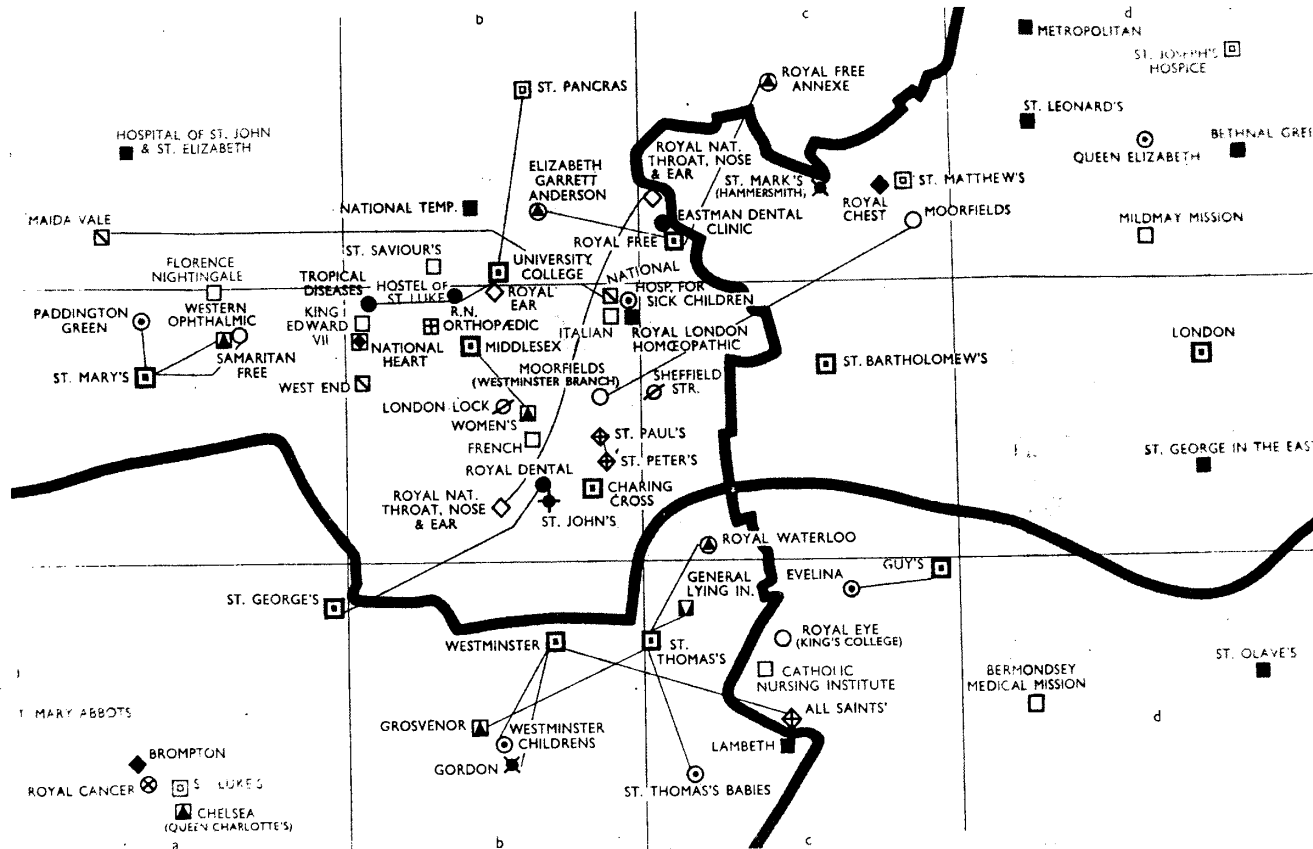 b
c
d
METROPOLITAN
ST. JOSEPH'S
HOSPICE
ROYAL FREE
ANNEXE
ST. PANCRAS
ST. LEONARD'S
HOSPITAL OF ST. JOHN
& ST. ELIZABETH
BETHNAL GREE
QUEEN ELIZABETH
ROYAL NAT.
THROAT, NOSE
& EAR
ELIZABETH
GARRETT
ANDERSON
ST. MARK'S
(HAMMERSMITH)
ST. MATTHEW'S
ROYAL
CHEST
MOORFIELDS
NATIONAL TEMP.
MAIDA VALE
EASTMAN DENTAL
CLINIC
MILDMAY MISSION
ROYAL FREE
ST. SAVIOUR'S
UNIVERSITY
COLLEGE
FLORENCE
NIGHTINGALE
TROPICAL
DISEASES
HOSTEL OF
ST. LUKE
ROYAL
EAR
NATIONAL
HOSP. FOR
SICK CHILDREN
PADDINGTON
GREEN
WESTERN
OPHTHALMIC
KING
EDWARD
VII
R.N.
ORTHOPÆDIC
ITALIAN
ROYAL LONDON
HOMŒOPATHIC
LONDON
NATIONAL
HEART
MIDDLESEX
SAMARITAN
FREE
ST. MARY'S
MOORFIELDS
(WESTMINSTER BRANCH)
SHEFFIELD
STR.
ST. BARTHOLOMEW'S
WEST END
LONDON LOCK
WOMEN'S
FRENCH
ST. PAUL'S
ST. PETER'S
ST. GEORGE IN THE EAST
ROYAL DENTAL
CHARING
CROSS
ROYAL NAT.
THROAT, NOSE
& EAR
ST. JOHN'S
ROYAL WATERLOO
GUY'S
EVELINA
GENERAL
LYING IN.
ST. GEORGE'S
ROYAL EYE
(KING'S COLLEGE)
WESTMINSTER
ST.
THOMAS'S
CATHOLIC
NURSING INSTITUTE
BERMONDSEY
MEDICAL MISSION
ST. OLAVE'S
MARY ABBOTS
ALL SAINTS'
d
GROSVENOR
WESTMINSTER
CHILDRENS
LAMBETH
BROMPTON
GORDON
ROYAL CANCER
S LUKE'S
ST. THOMAS'S BABIES
CHELSEA
(QUEEN CHARLOTTE'S)
a
b
c